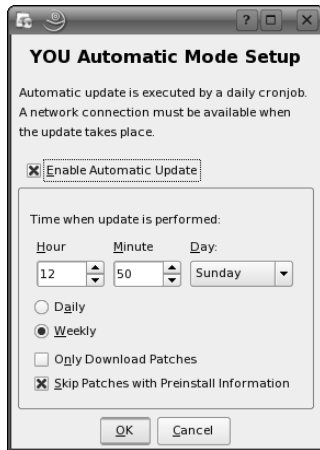 YOU Automatic Mode Setup
Automatic update is executed by a daily cronjob.
A network connection must be available when
the update takes place.
Enable Automatic Update
Time when update is performed:
Hour Minute Day:
12 50 Sunday
Daily
Weekly
Only Download Patches
Skip Patches with Preinstall Information
OK Cancel